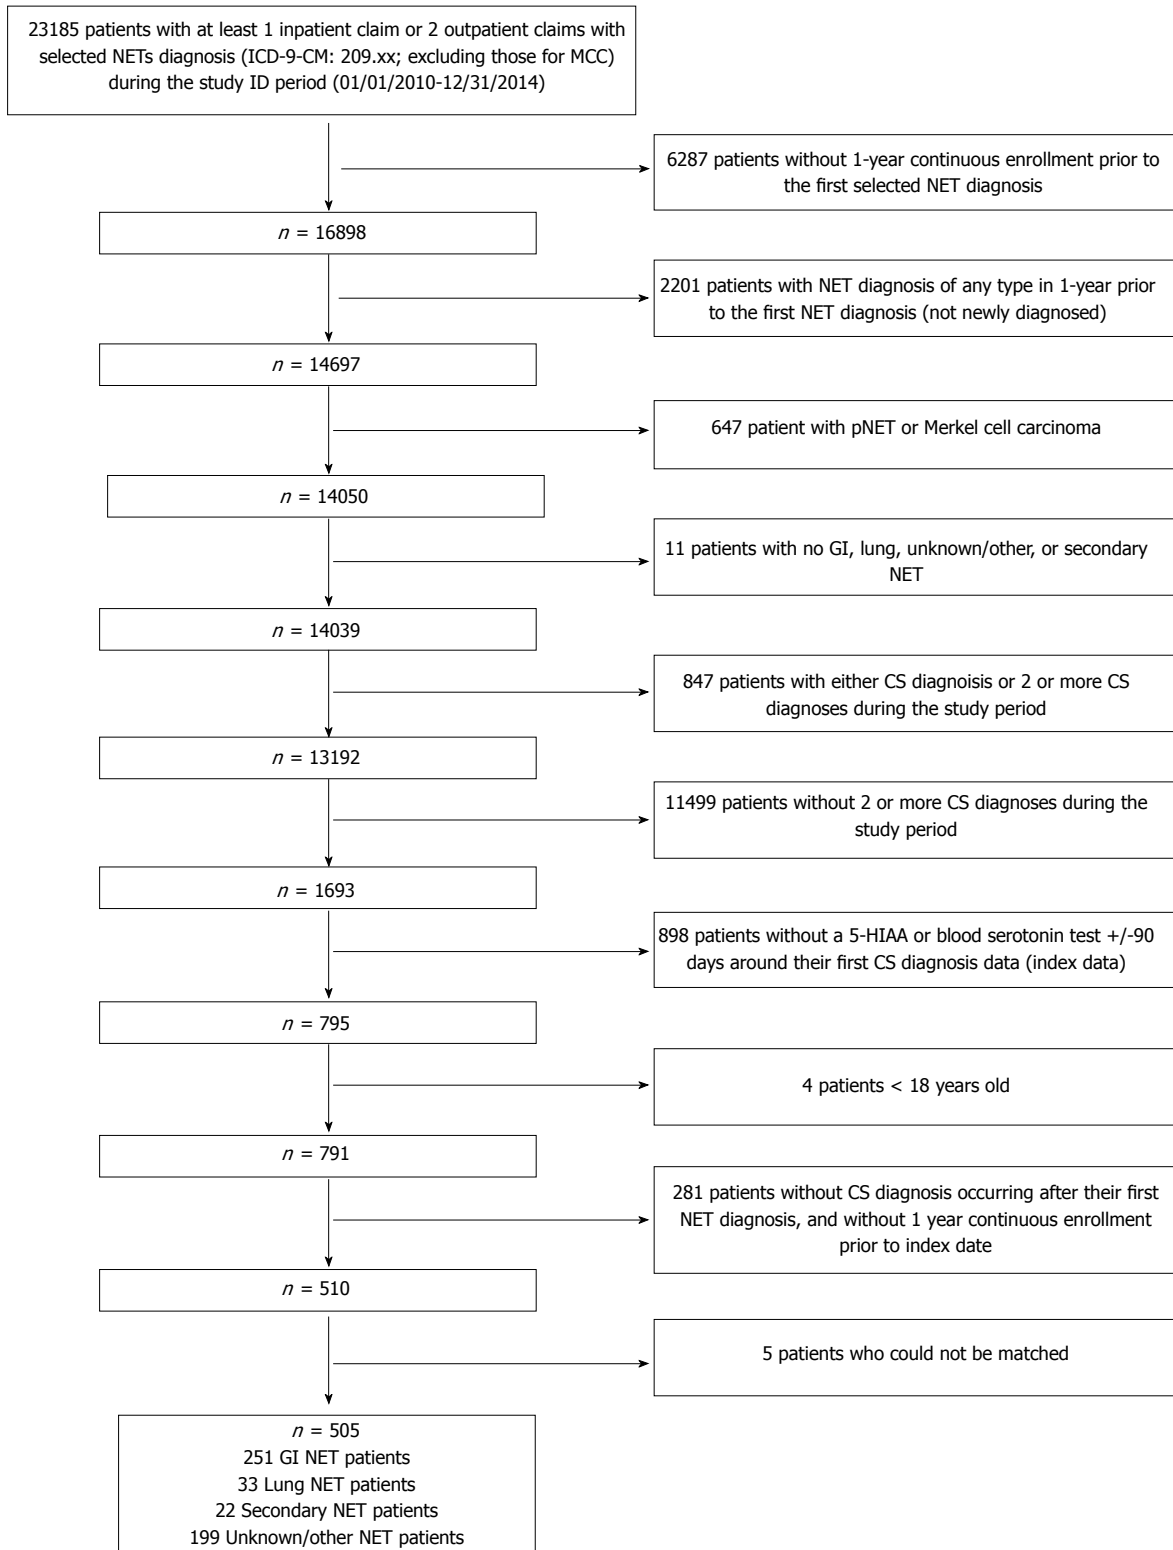 23185 patients with at least 1 inpatient claim or 2 outpatient claims with
selected NETs diagnosis (ICD-9-CM: 209.xx; excluding those for MCC)
during the study ID period (01/01/2010-12/31/2014)
6287 patients without 1-year continuous enrollment prior to
the first selected NET diagnosis
n = 16898
2201 patients with NET diagnosis of any type in 1-year prior
to the first NET diagnosis (not newly diagnosed)
n = 14697
647 patient with pNET or Merkel cell carcinoma
n = 14050
11 patients with no GI, lung, unknown/other, or secondary
NET
n = 14039
847 patients with either CS diagnoisis or 2 or more CS
diagnoses during the study period
n = 13192
11499 patients without 2 or more CS diagnoses during the
study period
n = 1693
898 patients without a 5-HIAA or blood serotonin test +/-90
days around their first CS diagnosis data (index data)
n = 795
4 patients < 18 years old
n = 791
281 patients without CS diagnosis occurring after their first
NET diagnosis, and without 1 year continuous enrollment
prior to index date
n = 510
5 patients who could not be matched
n = 505
251 GI NET patients
33 Lung NET patients
22 Secondary NET patients
199 Unknown/other NET patients